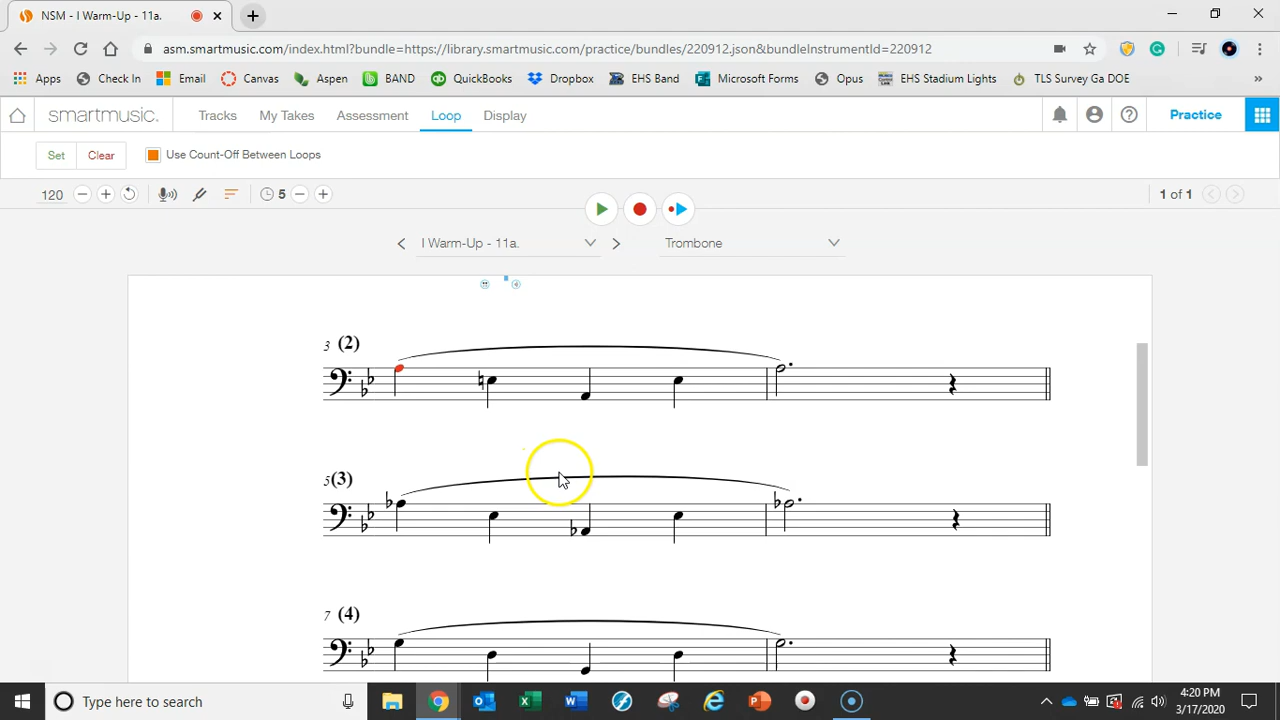 NSM - I Warm-Up - 11a.
asm.smartmusic.com/index.html?bundle=https://library.smartmusic.com/practice/bundles/220912.json&bundleInstrumentId=220912
Apps Check In Email Canvas Aspen BAND QuickBooks Dropbox EHS Band Microsoft Forms Opus EHS Stadium Lights TLS Survey Ga DOE
smartmusic. Tracks My Takes Assessment Loop Display Practice
Set Clear Use Count-Off Between Loops
120 5 1 of 1
I Warm-Up - 11a. Trombone
3 (2)
5 (3)
7 (4)
Type here to search
4:20 PM
3/17/2020